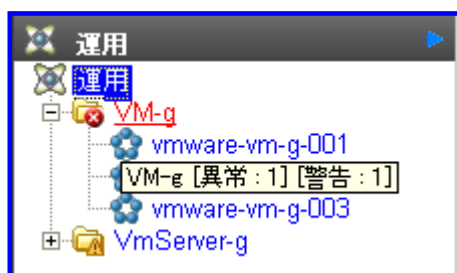 運用
運用
VM-g
vmware-vm-g-001
VM-g [異常 : 1] [警告 : 1]
vmware-vm-g-003
VmServer-g